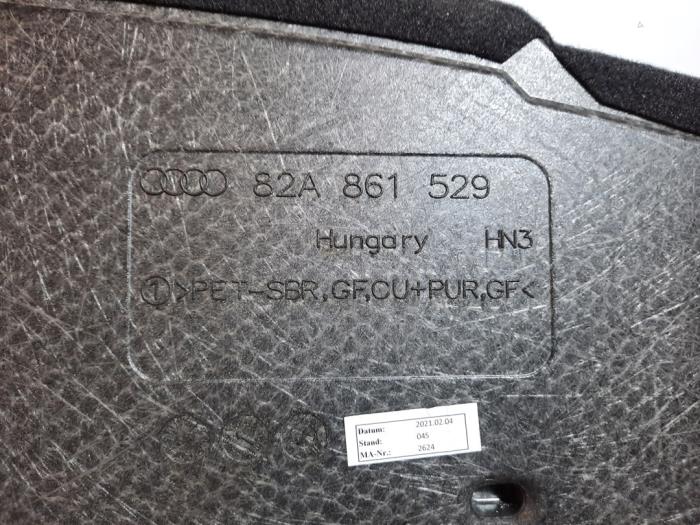 82A 861 529
Hungary HN3
1 >PET-SBR,GF,CU+PUR,GF<
Datum: 2021.02.04
Stand: 045
MA-Nr.: 2624